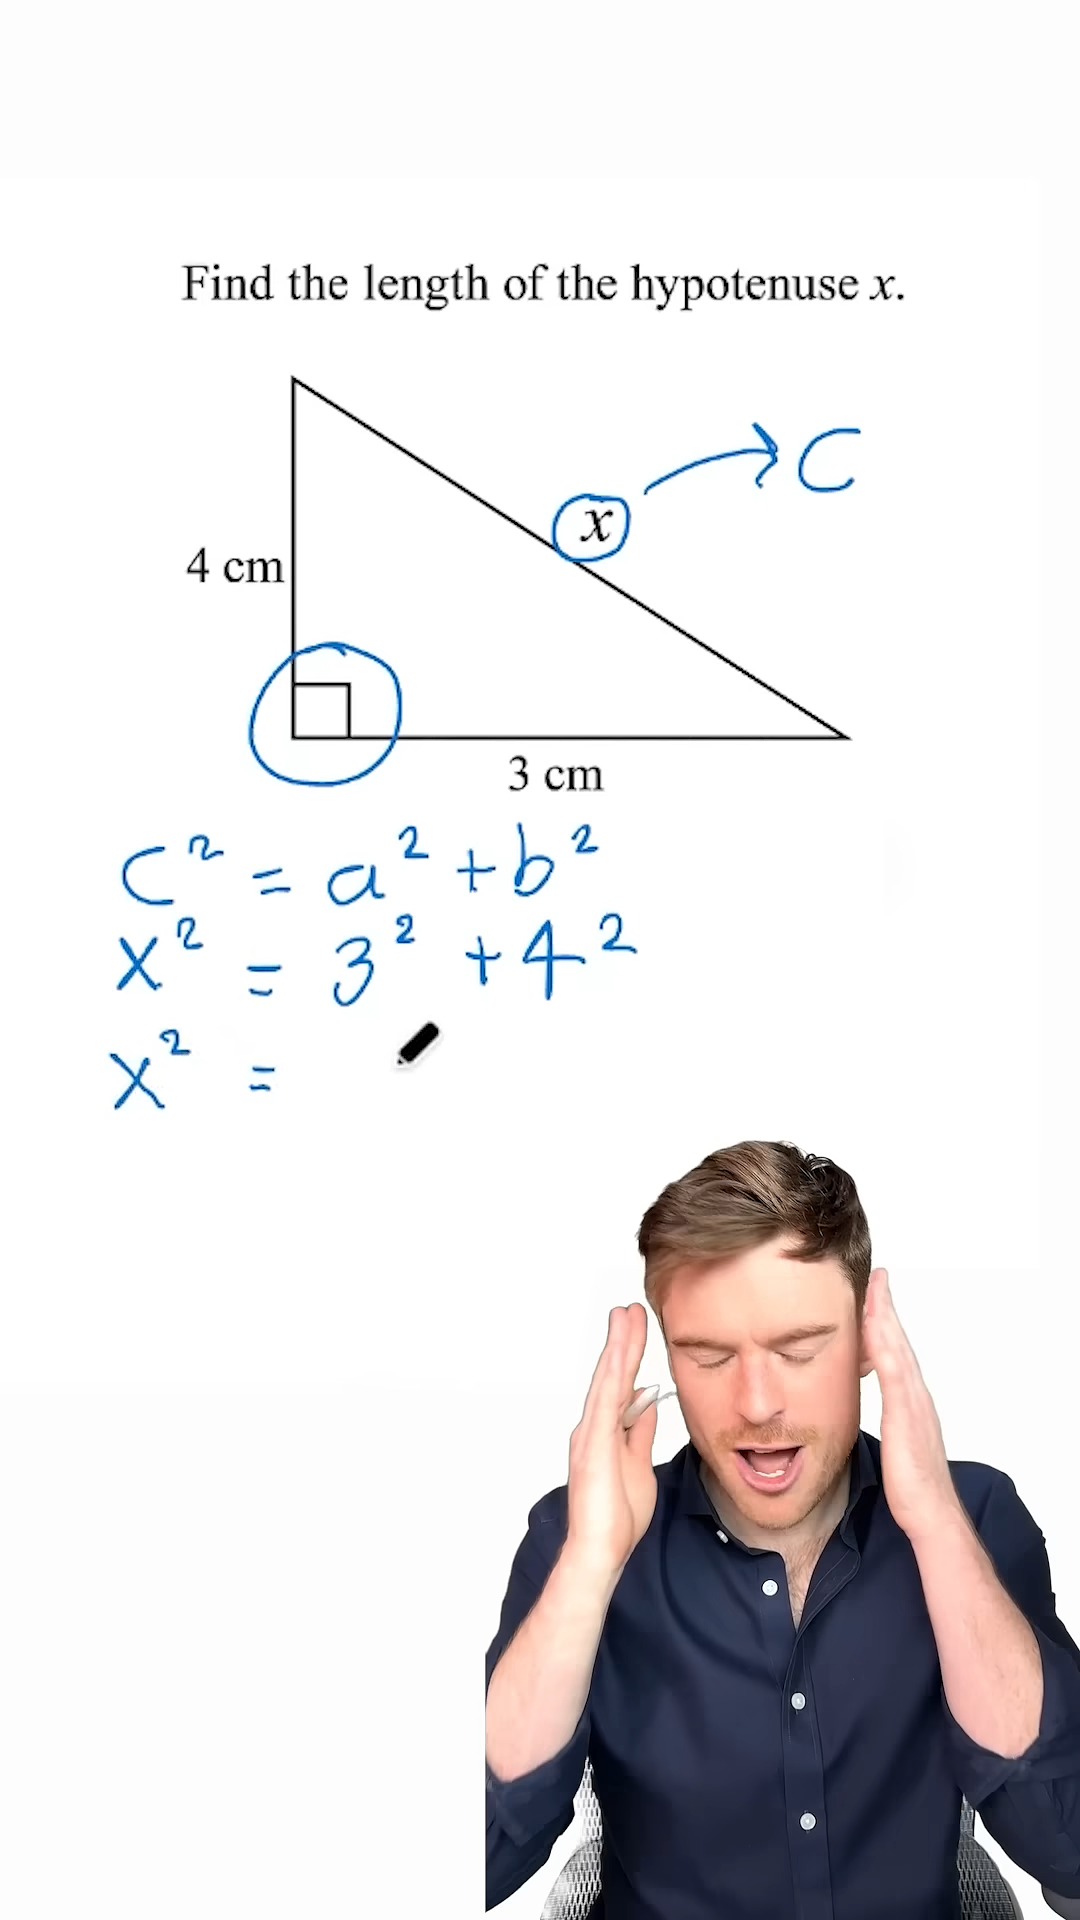 Find the length of the hypotenuse x.
C
x
4 cm
3 cm
C² = a² + b²
x² = 3² + 4²
x² =